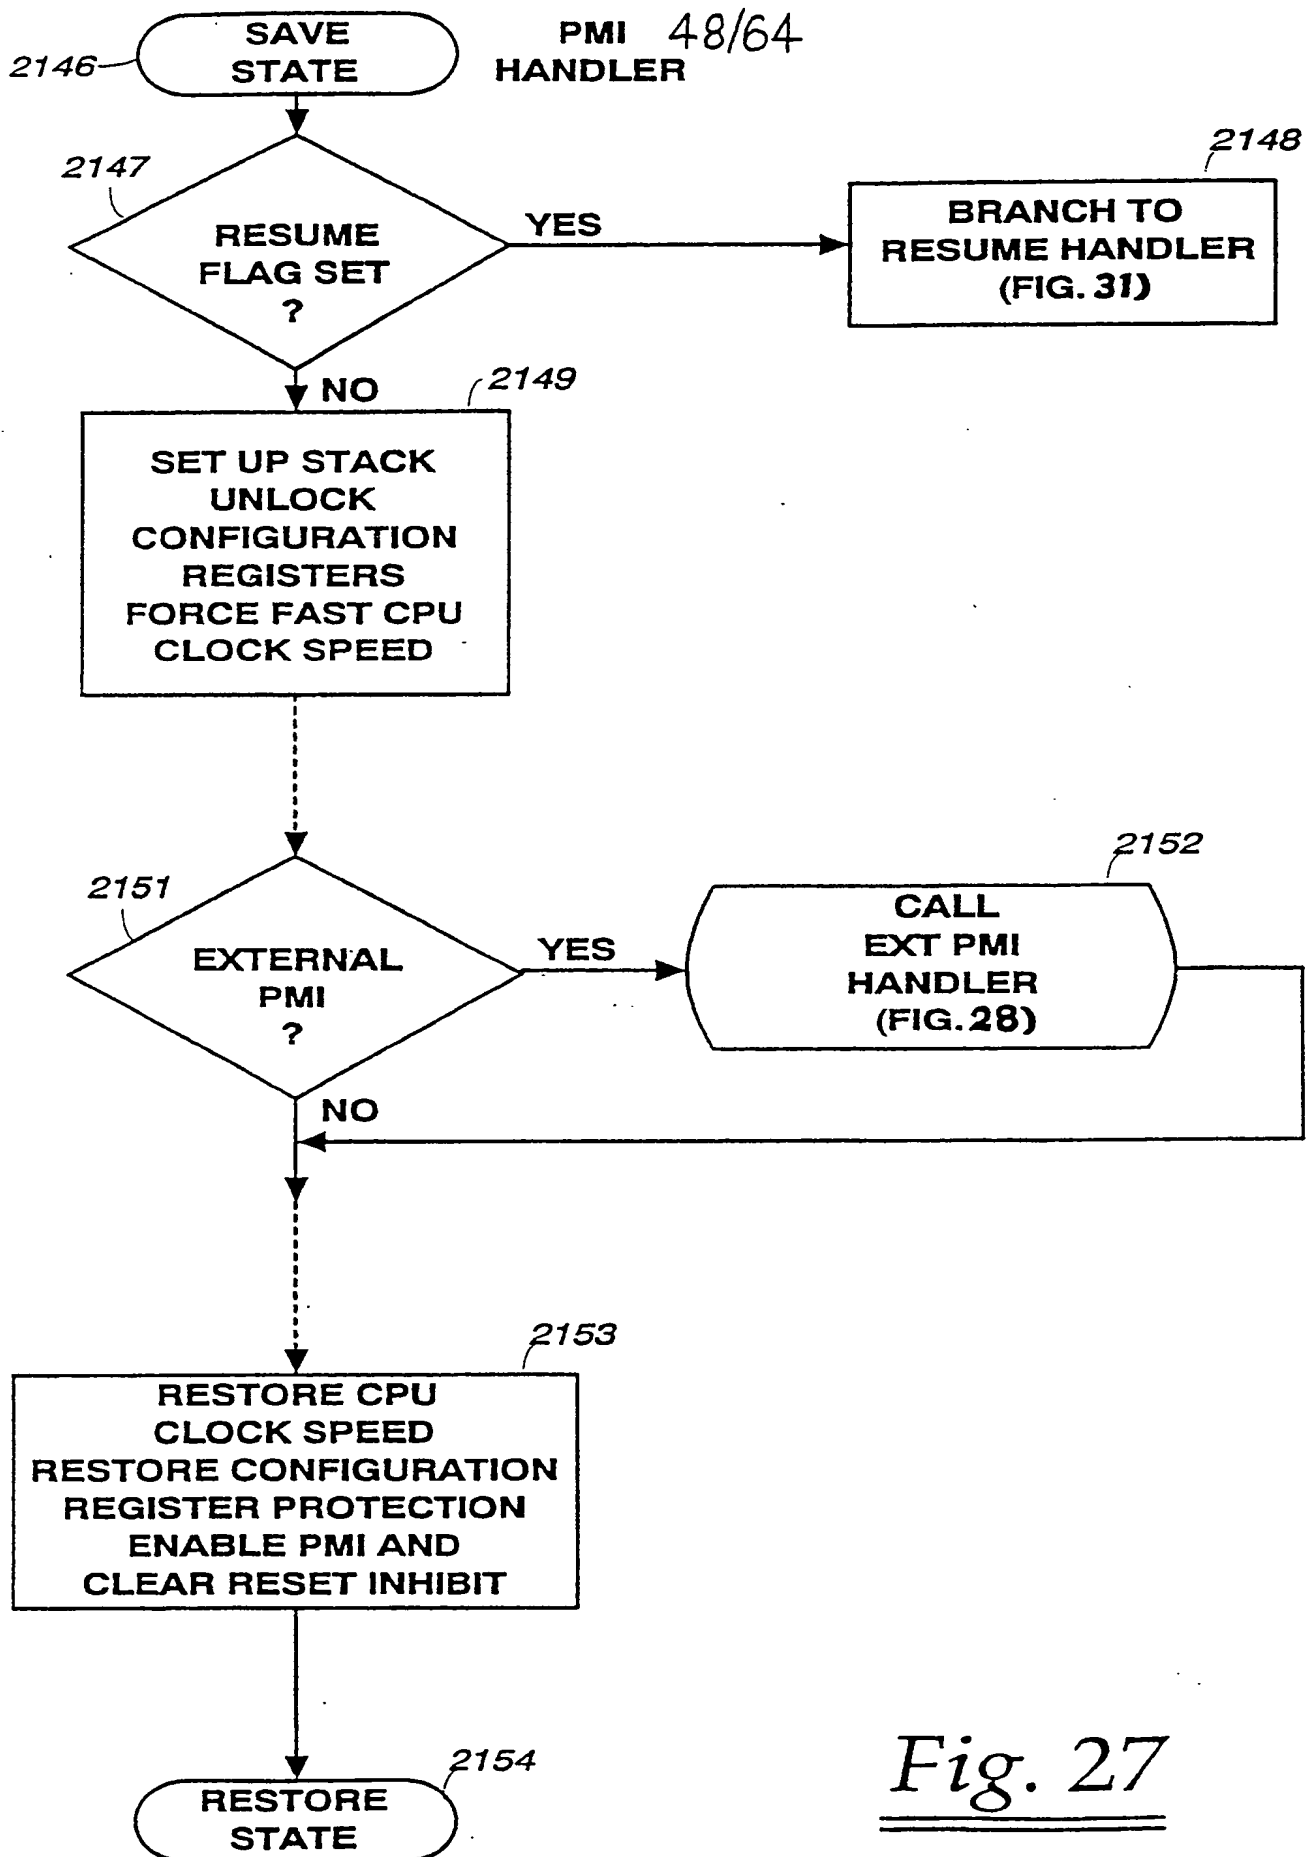 SAVE
STATE
PMI 48/64
HANDLER
2146
2147
RESUME
FLAG SET
?
YES
2148
BRANCH TO
RESUME HANDLER
(FIG. 31)
NO
2149
SET UP STACK
UNLOCK
CONFIGURATION
REGISTERS
FORCE FAST CPU
CLOCK SPEED
2151
EXTERNAL
PMI
?
YES
2152
CALL
EXT PMI
HANDLER
(FIG. 28)
NO
2153
RESTORE CPU
CLOCK SPEED
RESTORE CONFIGURATION
REGISTER PROTECTION
ENABLE PMI AND
CLEAR RESET INHIBIT
2154
RESTORE
STATE
Fig. 27